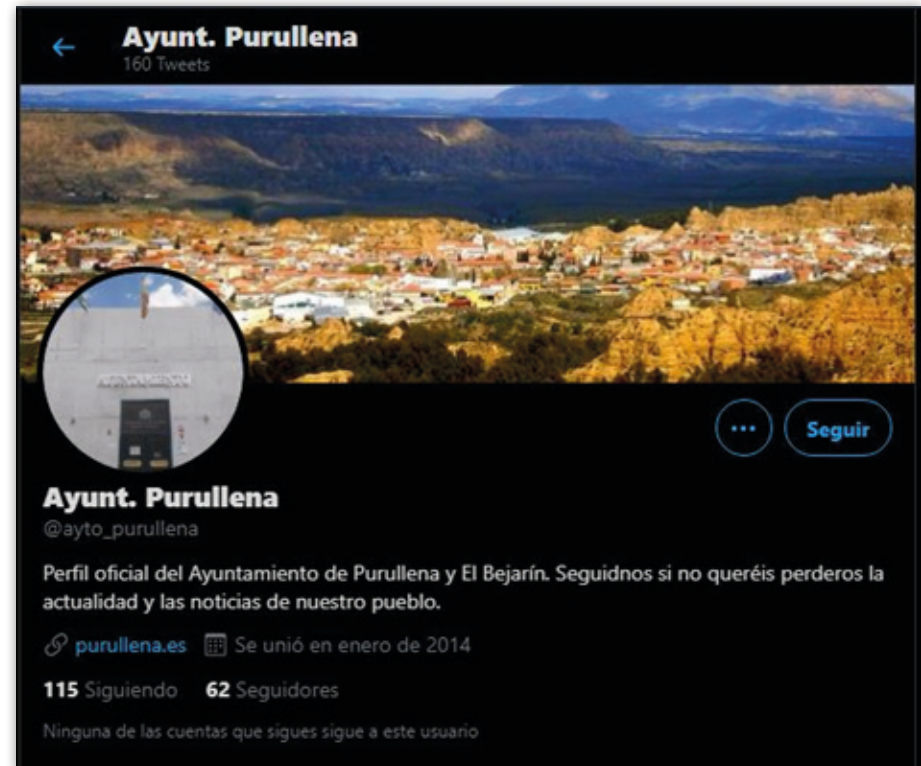 Ayunt. Purullena
160 Tweets
AYUNTAMIENTO
Seguir
Ayunt. Purullena
@ayto_purullena
Perfil oficial del Ayuntamiento de Purullena y El Bejarín. Seguidnos si no queréis perderos la
actualidad y las noticias de nuestro pueblo.
purullena.es Se unió en enero de 2014
115 Siguiendo 62 Seguidores
Ninguna de las cuentas que sigues sigue a este usuario